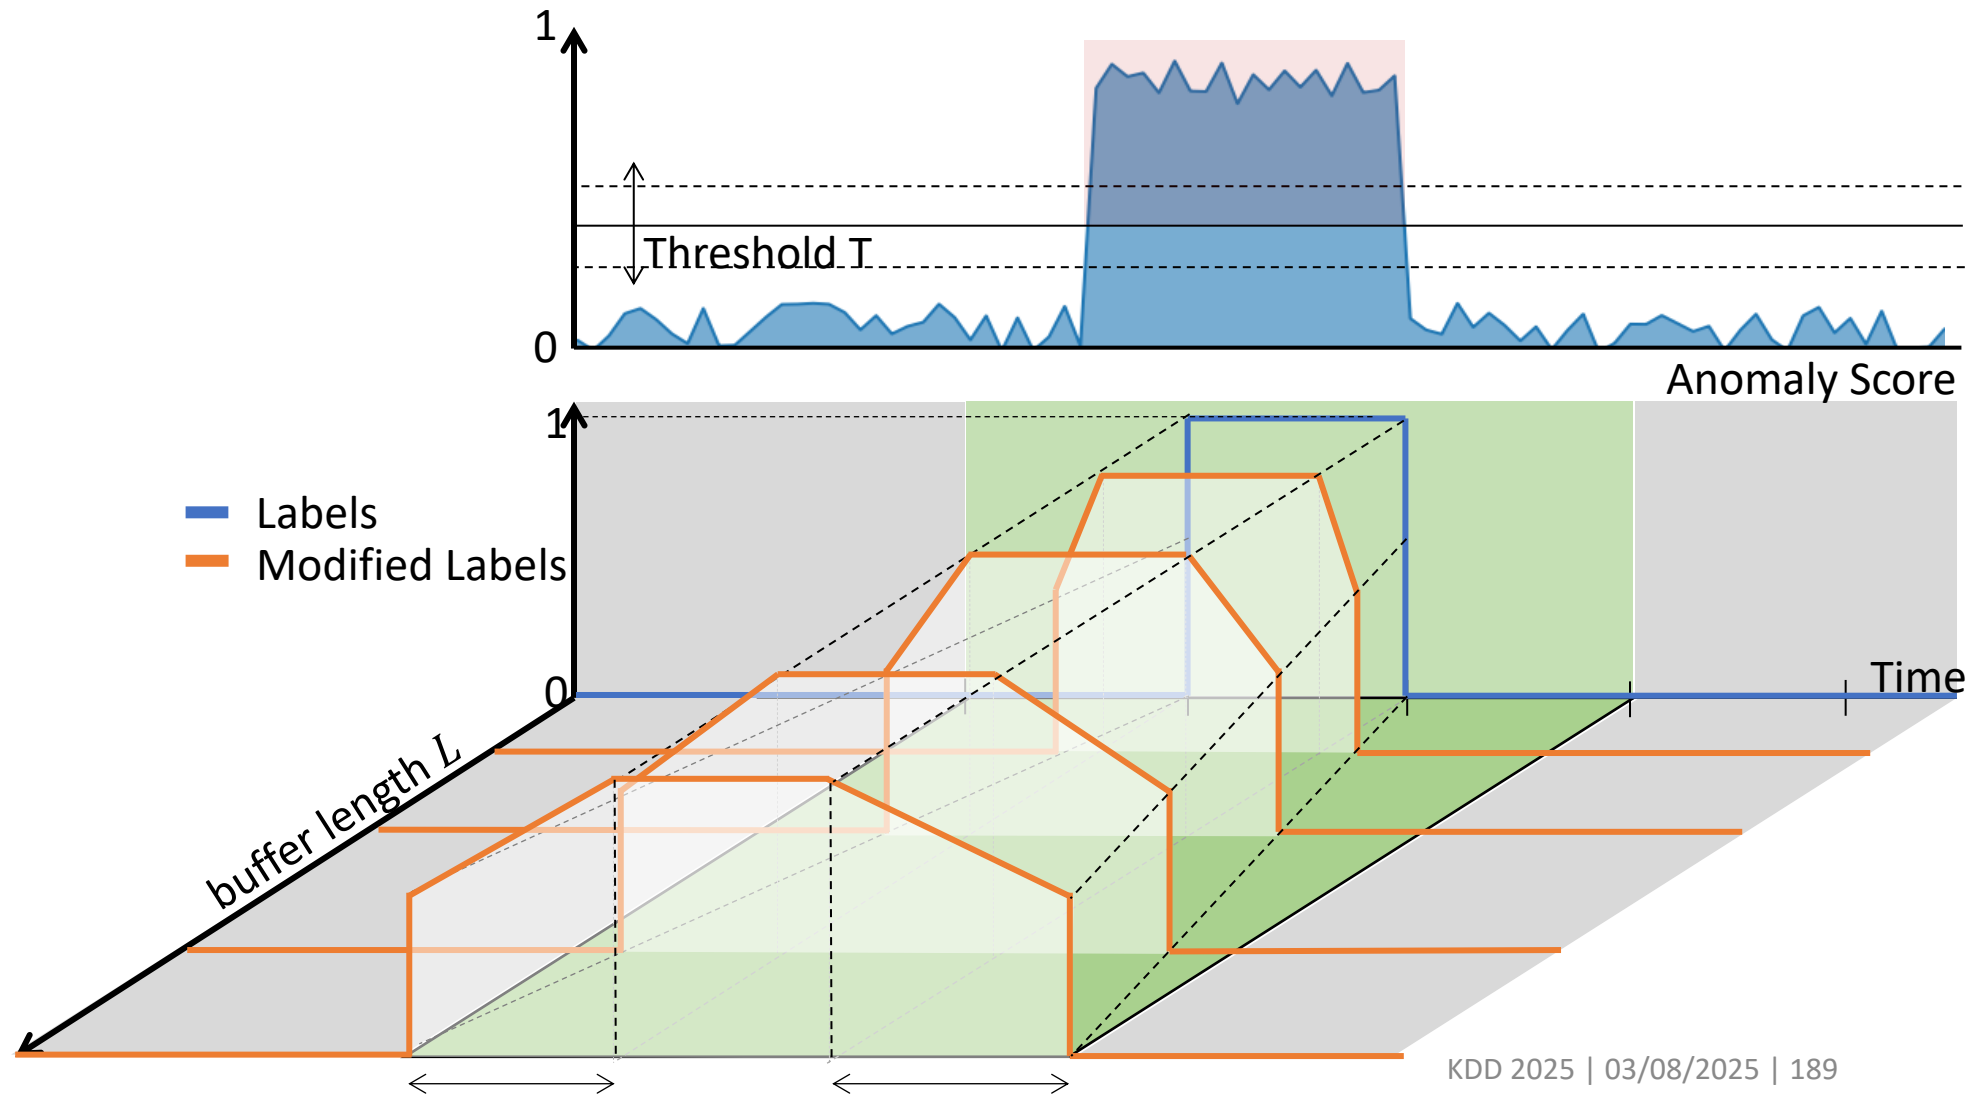 1
Threshold T
0
Anomaly Score
1
Labels
Modified Labels
0
Time
buffer length L
KDD 2025 | 03/08/2025 | 189